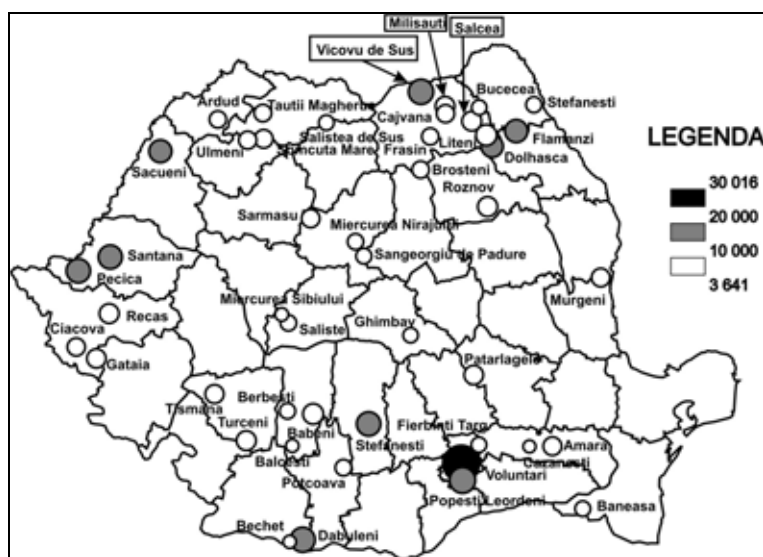 Milisauti
Salcea
Vicovu de Sus
Bucecea
Stefanesti
Ardud
Tautii Magherus
Cajvana
Salistea de Sus
Flamanzi
Ulmeni
Somcuta Mare
Frasin
Liteni
Dolhasca
Sacueni
Brosteni
Roznov
Sarmasu
Miercurea Nirajului
Santana
Sangeorgiu de Padure
Pecica
Murgeni
Miercurea Sibiului
Recas
Ciacova
Saliste
Ghimbav
Gataia
Patarlagele
Tismana
Berbesti
Turceni
Babeni
Fierbinti Targ
Stefanesti
Amara
Balcesti
Cazanesti
Potcoava
Voluntari
Popesti Leordeni
Baneasa
Bechet
Dabuleni
LEGENDA
30 016
20 000
10 000
3 641